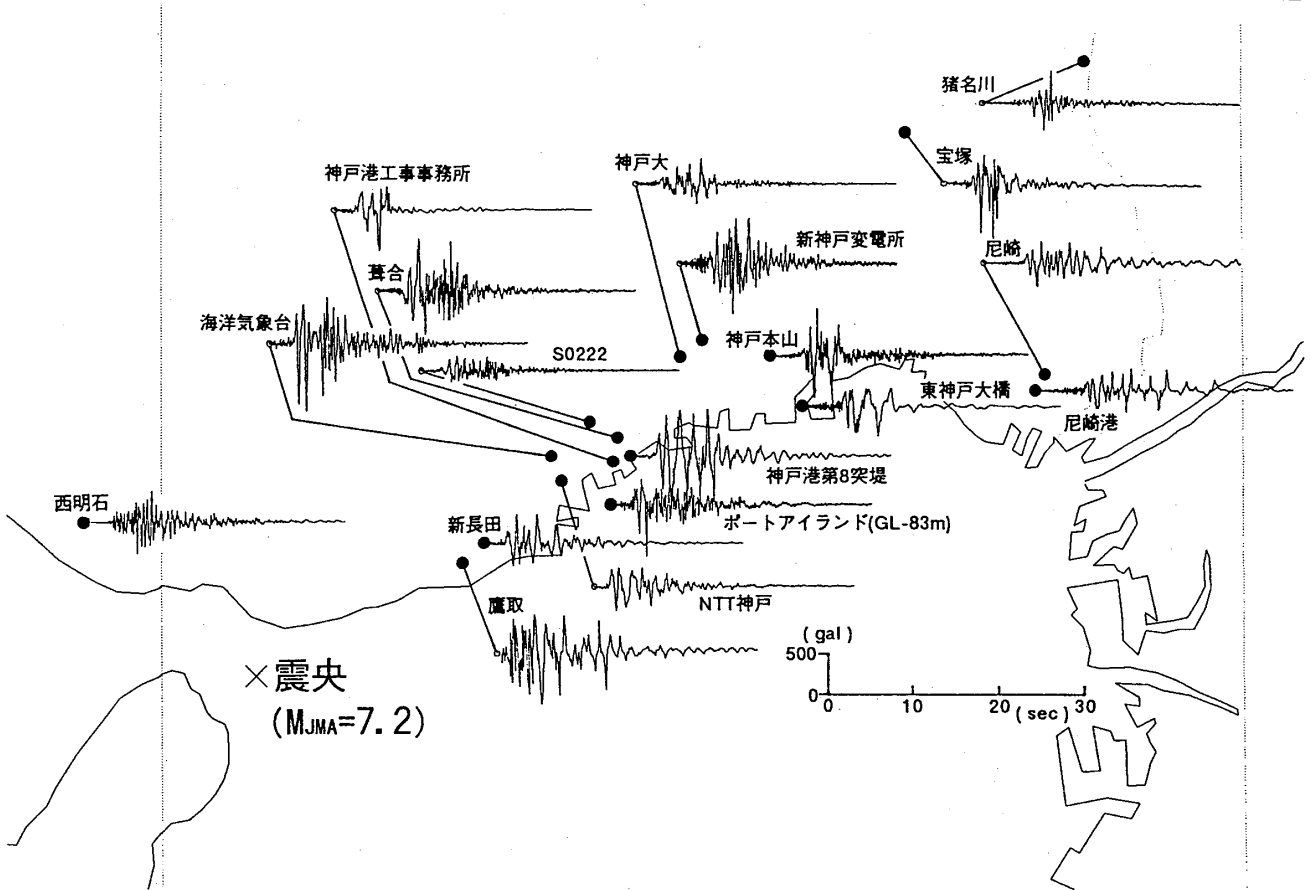 猪名川
宝塚
神戸大
神戸港工事事務所
新神戸変電所
尼崎
葺合
海洋気象台
S0222
神戸本山
東神戸大橋
尼崎港
神戸港第8突堤
西明石
新長田
ポートアイランド(GL-83m)
鷹取
NTT神戸
(gal)
500
0
0 10 20 30
(sec)
×震央
(MJMA=7.2)